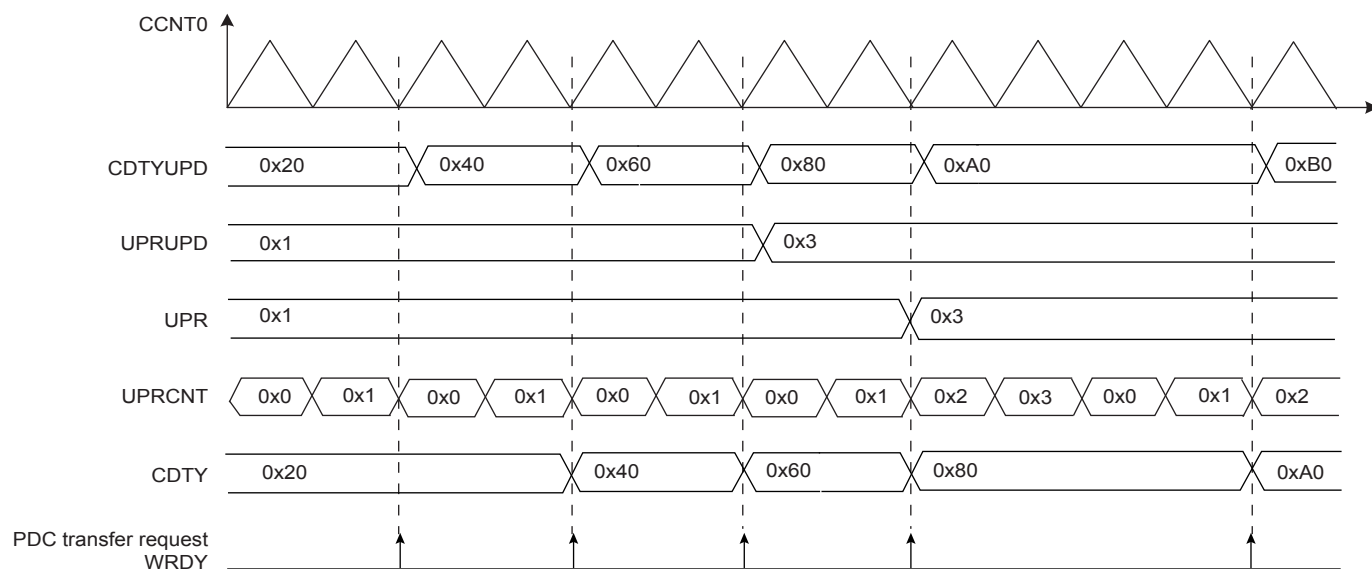 CCNT0
CDTYUPD 0x20 0x40 0x60 0x80 0xA0 0xB0
UPRUPD 0x1 0x3
UPR 0x1 0x3
UPRCNT 0x0 0x1 0x0 0x1 0x0 0x1 0x0 0x1 0x2 0x3 0x0 0x1 0x2
CDTY 0x20 0x40 0x60 0x80 0xA0
PDC transfer request
WRDY